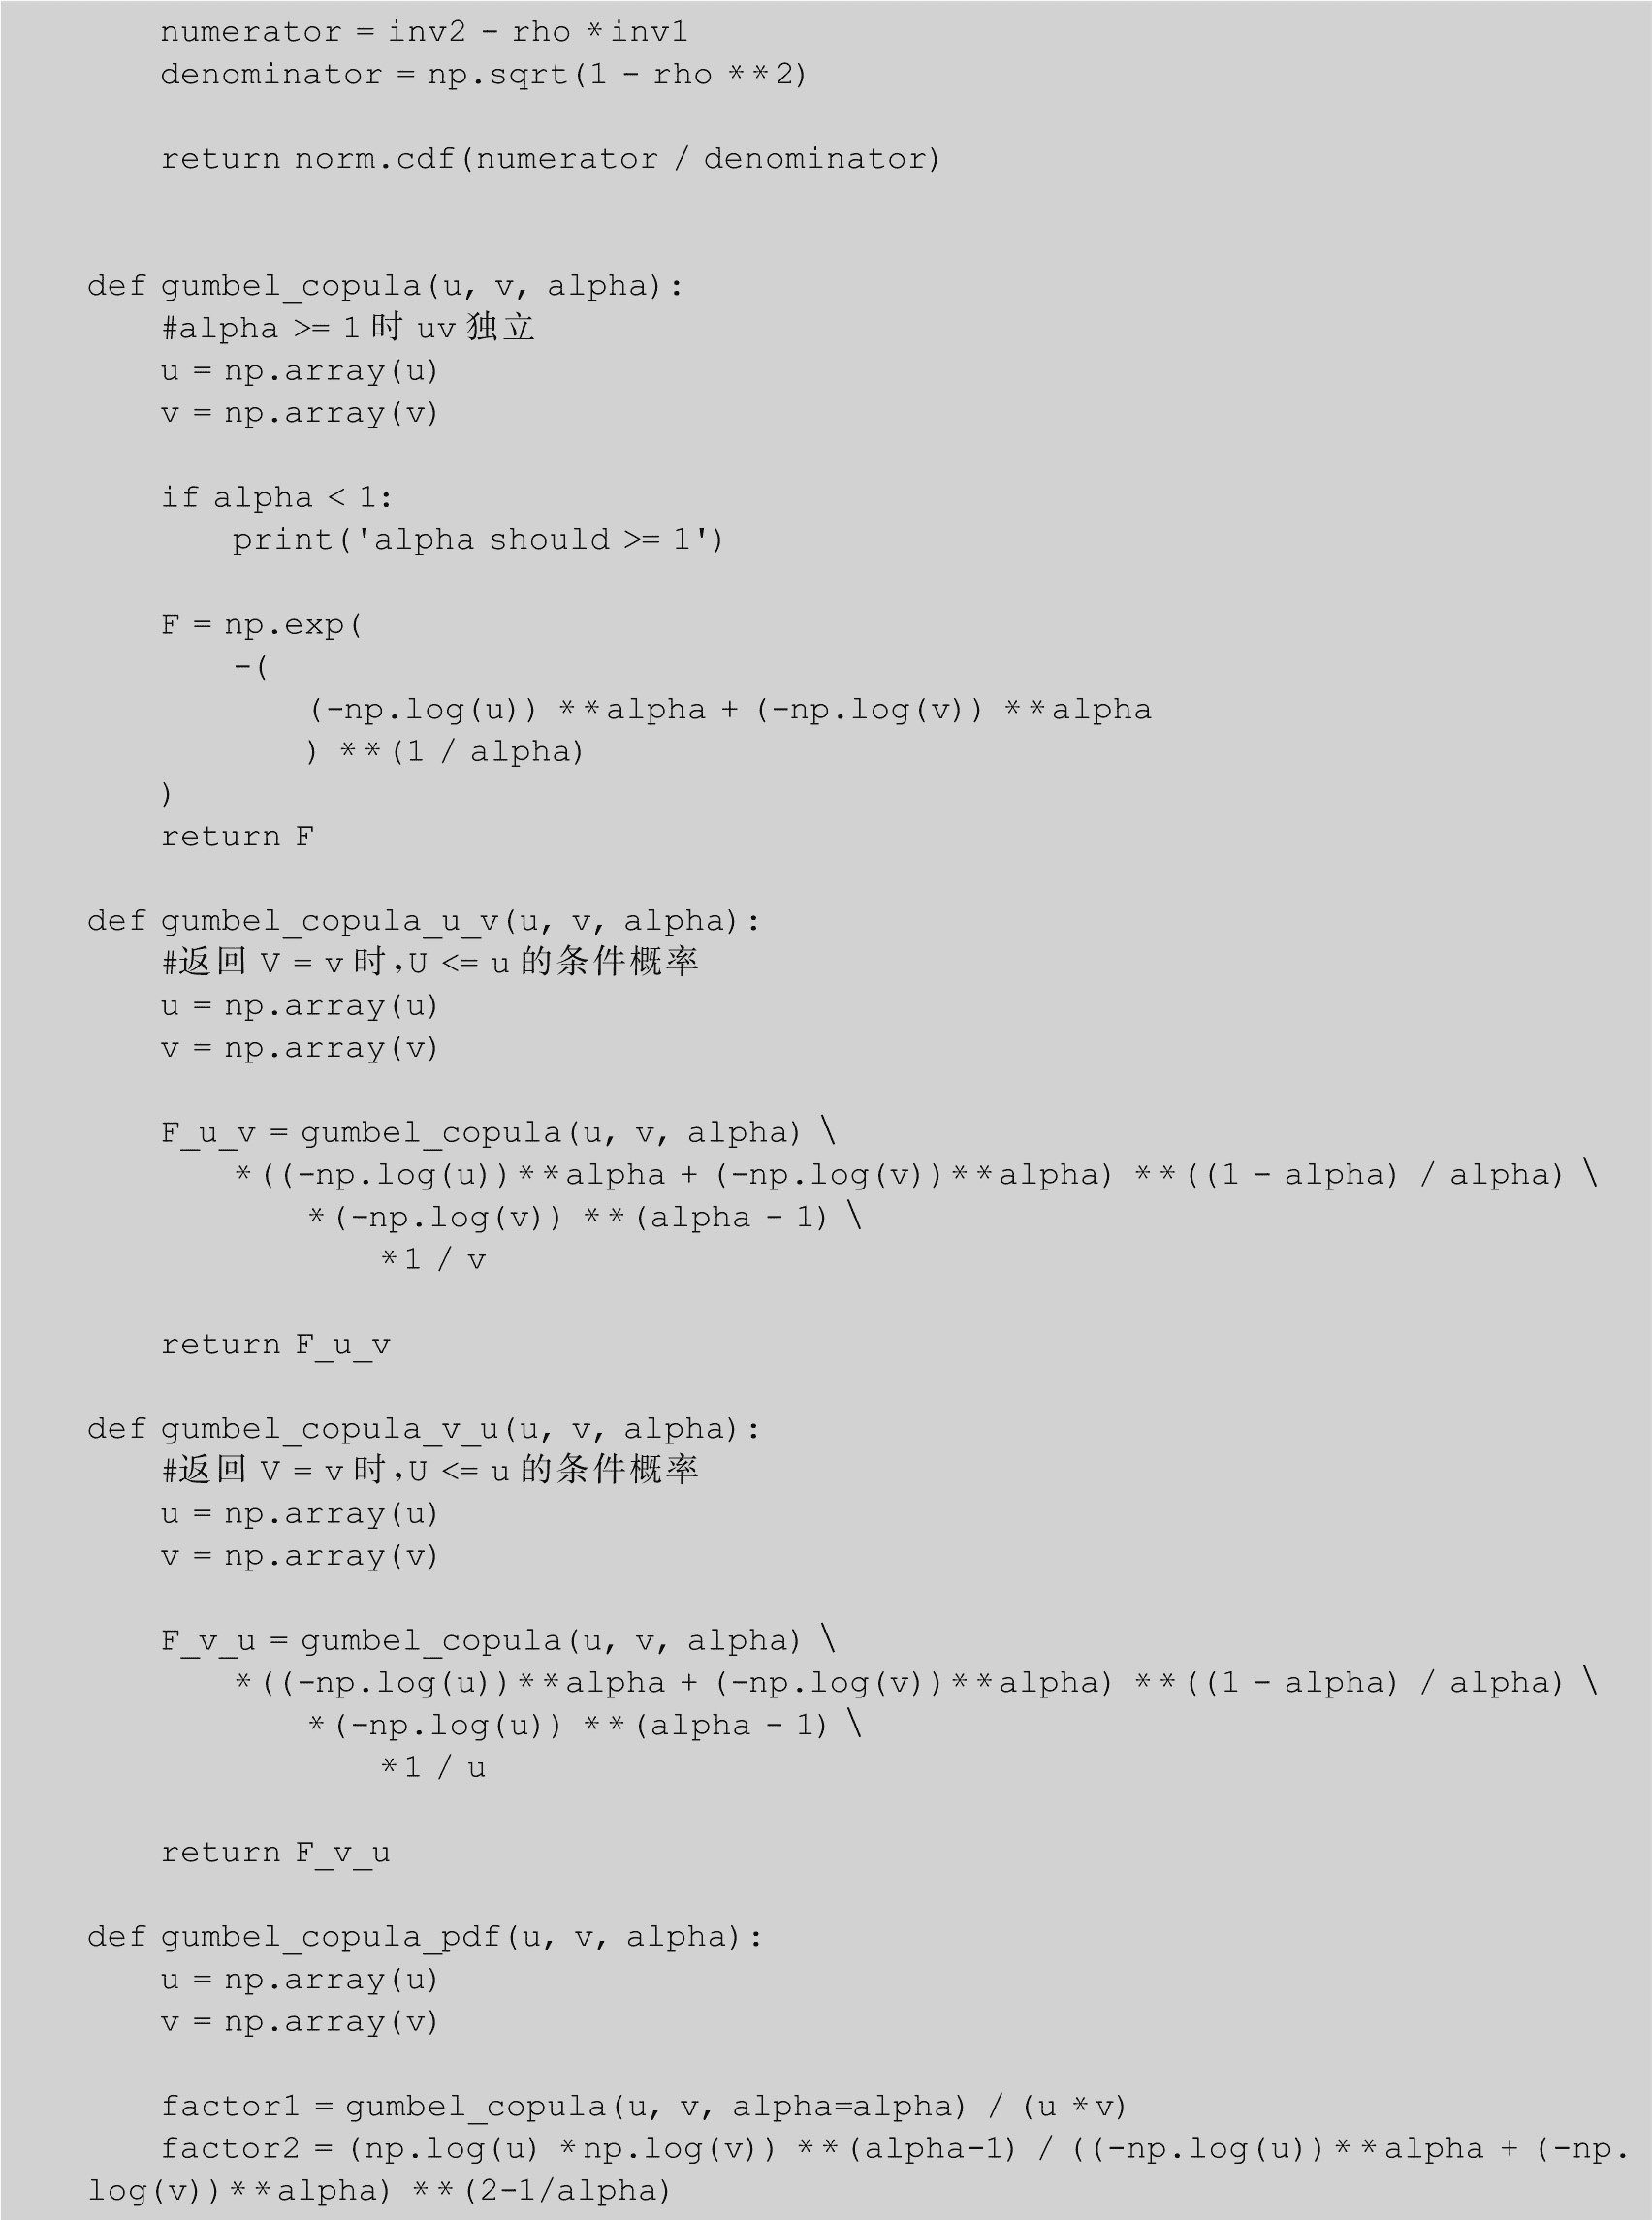 numerator = inv2 - rho *inv1
denominator = np.sqrt(1 - rho **2)
return norm.cdf(numerator / denominator)
def gumbel_copula(u, v, alpha):
#alpha >= 1 时 uv 独立
u = np.array(u)
v = np.array(v)
if alpha < 1:
print('alpha should >= 1')
F = np.exp(
-(
(-np.log(u)) **alpha + (-np.log(v)) **alpha
) **(1 / alpha)
)
return F
def gumbel_copula_u_v(u, v, alpha):
#返回 V = v 时,U <= u 的条件概率
u = np.array(u)
v = np.array(v)
F_u_v = gumbel_copula(u, v, alpha) \
*((-np.log(u))**alpha + (-np.log(v))**alpha) **((1 - alpha) / alpha) \
*(-np.log(v)) **(alpha - 1) \
*1 / v
return F_u_v
def gumbel_copula_v_u(u, v, alpha):
#返回 V = v 时,U <= u 的条件概率
u = np.array(u)
v = np.array(v)
F_v_u = gumbel_copula(u, v, alpha) \
*((-np.log(u))**alpha + (-np.log(v))**alpha) **((1 - alpha) / alpha) \
*(-np.log(u)) **(alpha - 1) \
*1 / u
return F_v_u
def gumbel_copula_pdf(u, v, alpha):
u = np.array(u)
v = np.array(v)
factor1 = gumbel_copula(u, v, alpha=alpha) / (u *v)
factor2 = (np.log(u) *np.log(v)) **(alpha-1) / ((-np.log(u))**alpha + (-np.
log(v))**alpha) **(2-1/alpha)